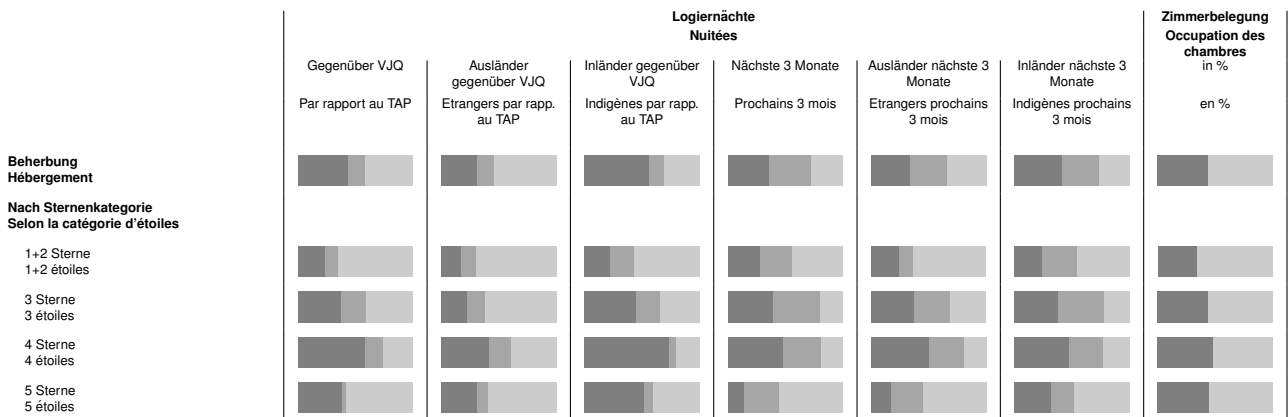 Logiernächte
Nuitées
Zimmerbelegung
Occupation des
chambres
Gegenüber VJQ
Ausländer
gegenüber VJQ
Inländer gegenüber
VJQ
Nächste 3 Monate
Ausländer nächste 3
Monate
Inländer nächste 3
Monate
in %
Par rapport au TAP
Etrangers par rapp.
au TAP
Indigènes par rapp.
au TAP
Prochains 3 mois
Etrangers prochains
3 mois
Indigènes prochains
3 mois
en %
Beherbung
Hébergement
Nach Sternenkategorie
Selon la catégorie d'étoiles
1+2 Sterne
1+2 étoiles
3 Sterne
3 étoiles
4 Sterne
4 étoiles
5 Sterne
5 étoiles